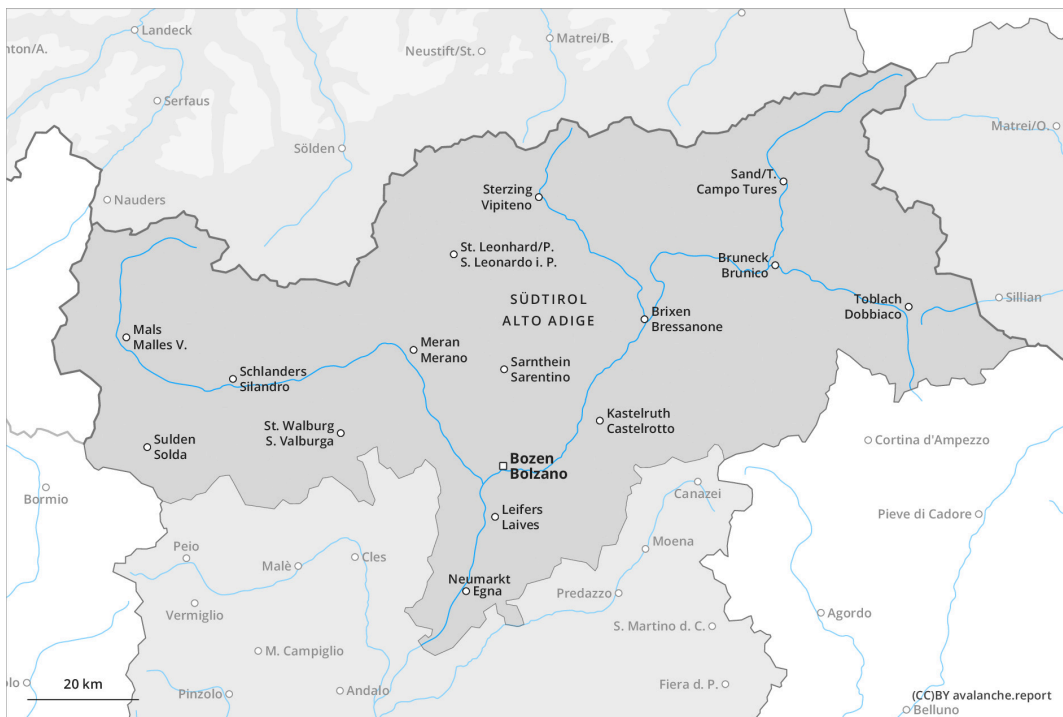 Landeck
nton/A.
Matrei/B.
Neustift/St.
Serfaus
Matrei/O.
Sölden
Nauders
Sand/T.
Campo Tures
Sterzing
Vipiteno
St. Leonhard/P.
S. Leonardo i. P.
Bruneck
Brunico
SÜDTIROL
ALTO ADIGE
Toblach
Dobbiaco
Sillian
Brixen
Bressanone
Mals
Malles V.
Meran
Merano
Sarnthein
Sarentino
Schlanders
Silandro
Kastelruth
Castelrotto
St. Walburg
S. Valburga
Sulden
Solda
Cortina d'Ampezzo
Bozen
Bolzano
Bormio
Canazei
Leifers
Laives
Pieve di Cadore
Moena
Peio
Cles
Malè
Neumarkt
Egna
Predazzo
Vermiglio
Agordo
S. Martino d. C.
M. Campiglio
olo
20 km
Pinzolo
Andalo
Fiera d. P.
(CC)BY avalanche.report
Belluno